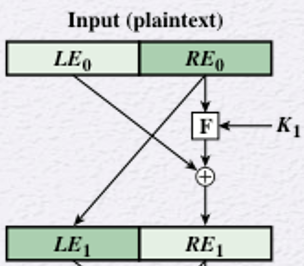 Input (plaintext)
LE₀ RE₀
F K₁
+
LE₁ RE₁